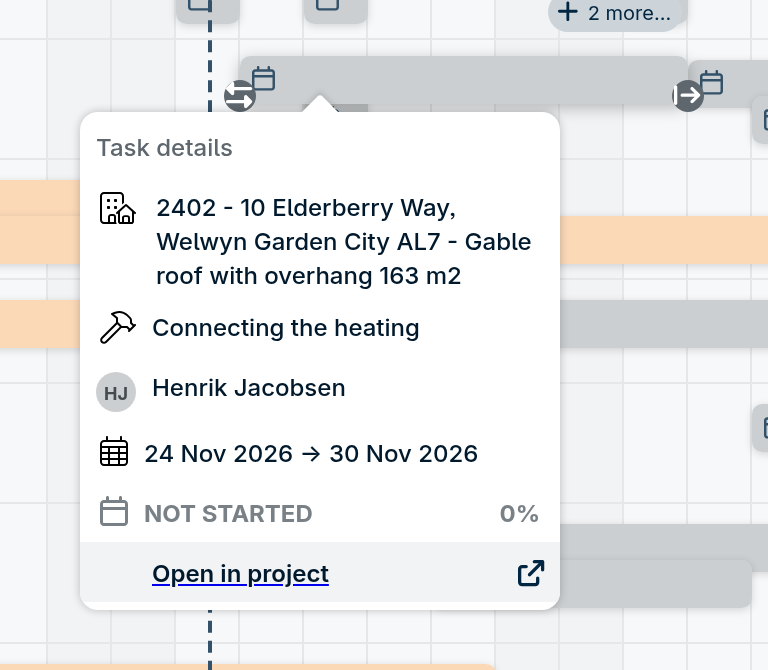 2 more...
Task details
2402 - 10 Elderberry Way,
Welwyn Garden City AL7 - Gable
roof with overhang 163 m2
Connecting the heating
HJ
Henrik Jacobsen
24 Nov 2026 → 30 Nov 2026
NOT STARTED 0%
Open in project